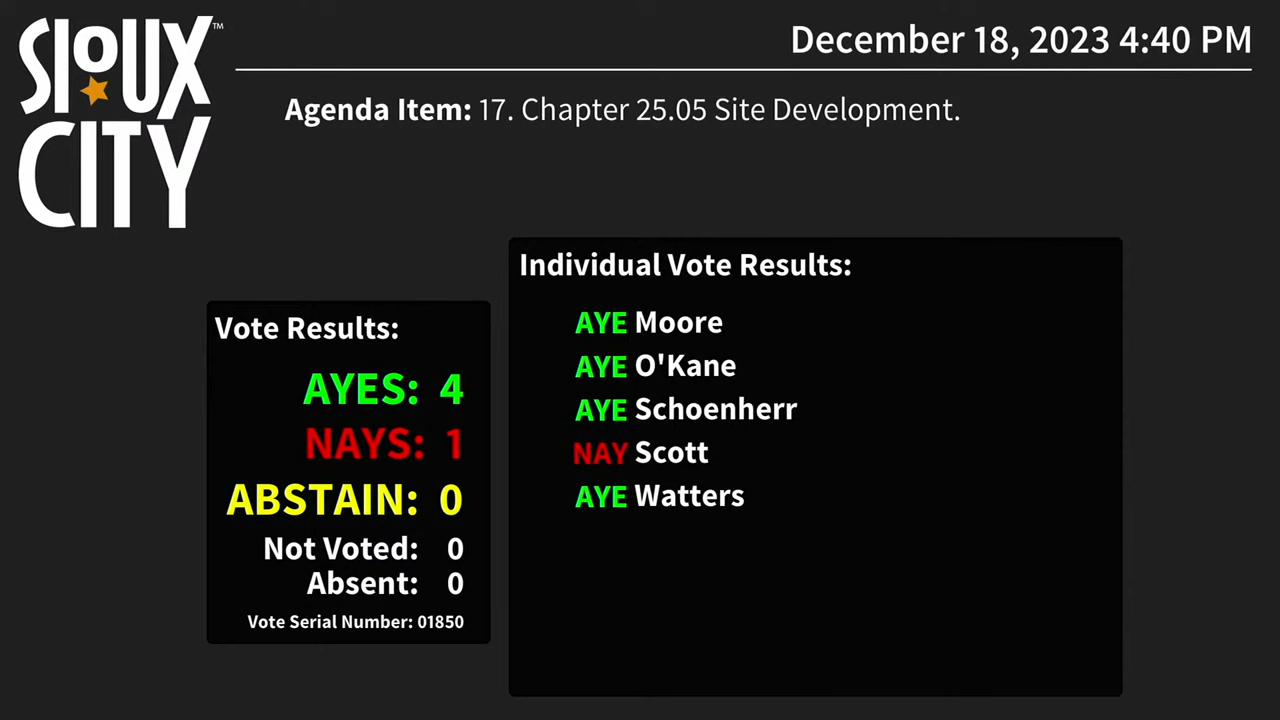 SIOUX
CITY
TM
December 18, 2023 4:40 PM
Agenda Item: 17. Chapter 25.05 Site Development.
Vote Results:
AYES: 4
NAYS: 1
ABSTAIN: 0
Not Voted: 0
Absent: 0
Vote Serial Number: 01850
Individual Vote Results:
AYE Moore
AYE O'Kane
AYE Schoenherr
NAY Scott
AYE Watters